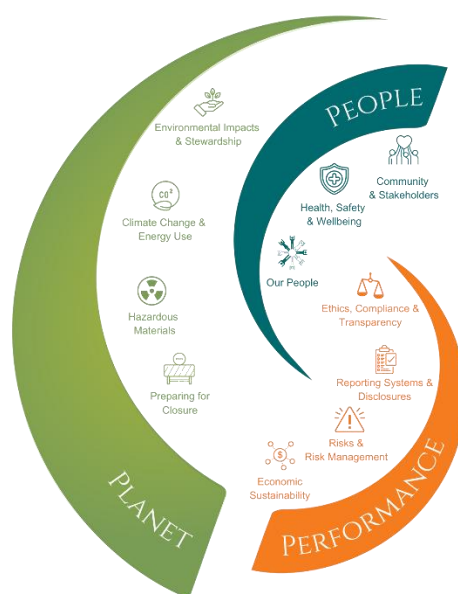 PEOPLE
Environmental Impacts
& Stewardship
Community
& Stakeholders
CO²
Health, Safety
& Wellbeing
Climate Change &
Energy Use
Our People
Ethics, Compliance &
Transparency
Hazardous
Materials
Reporting Systems &
Disclosures
Preparing for
Closure
Risks &
Risk Management
$
Economic
Sustainability
PLANET
PERFORMANCE